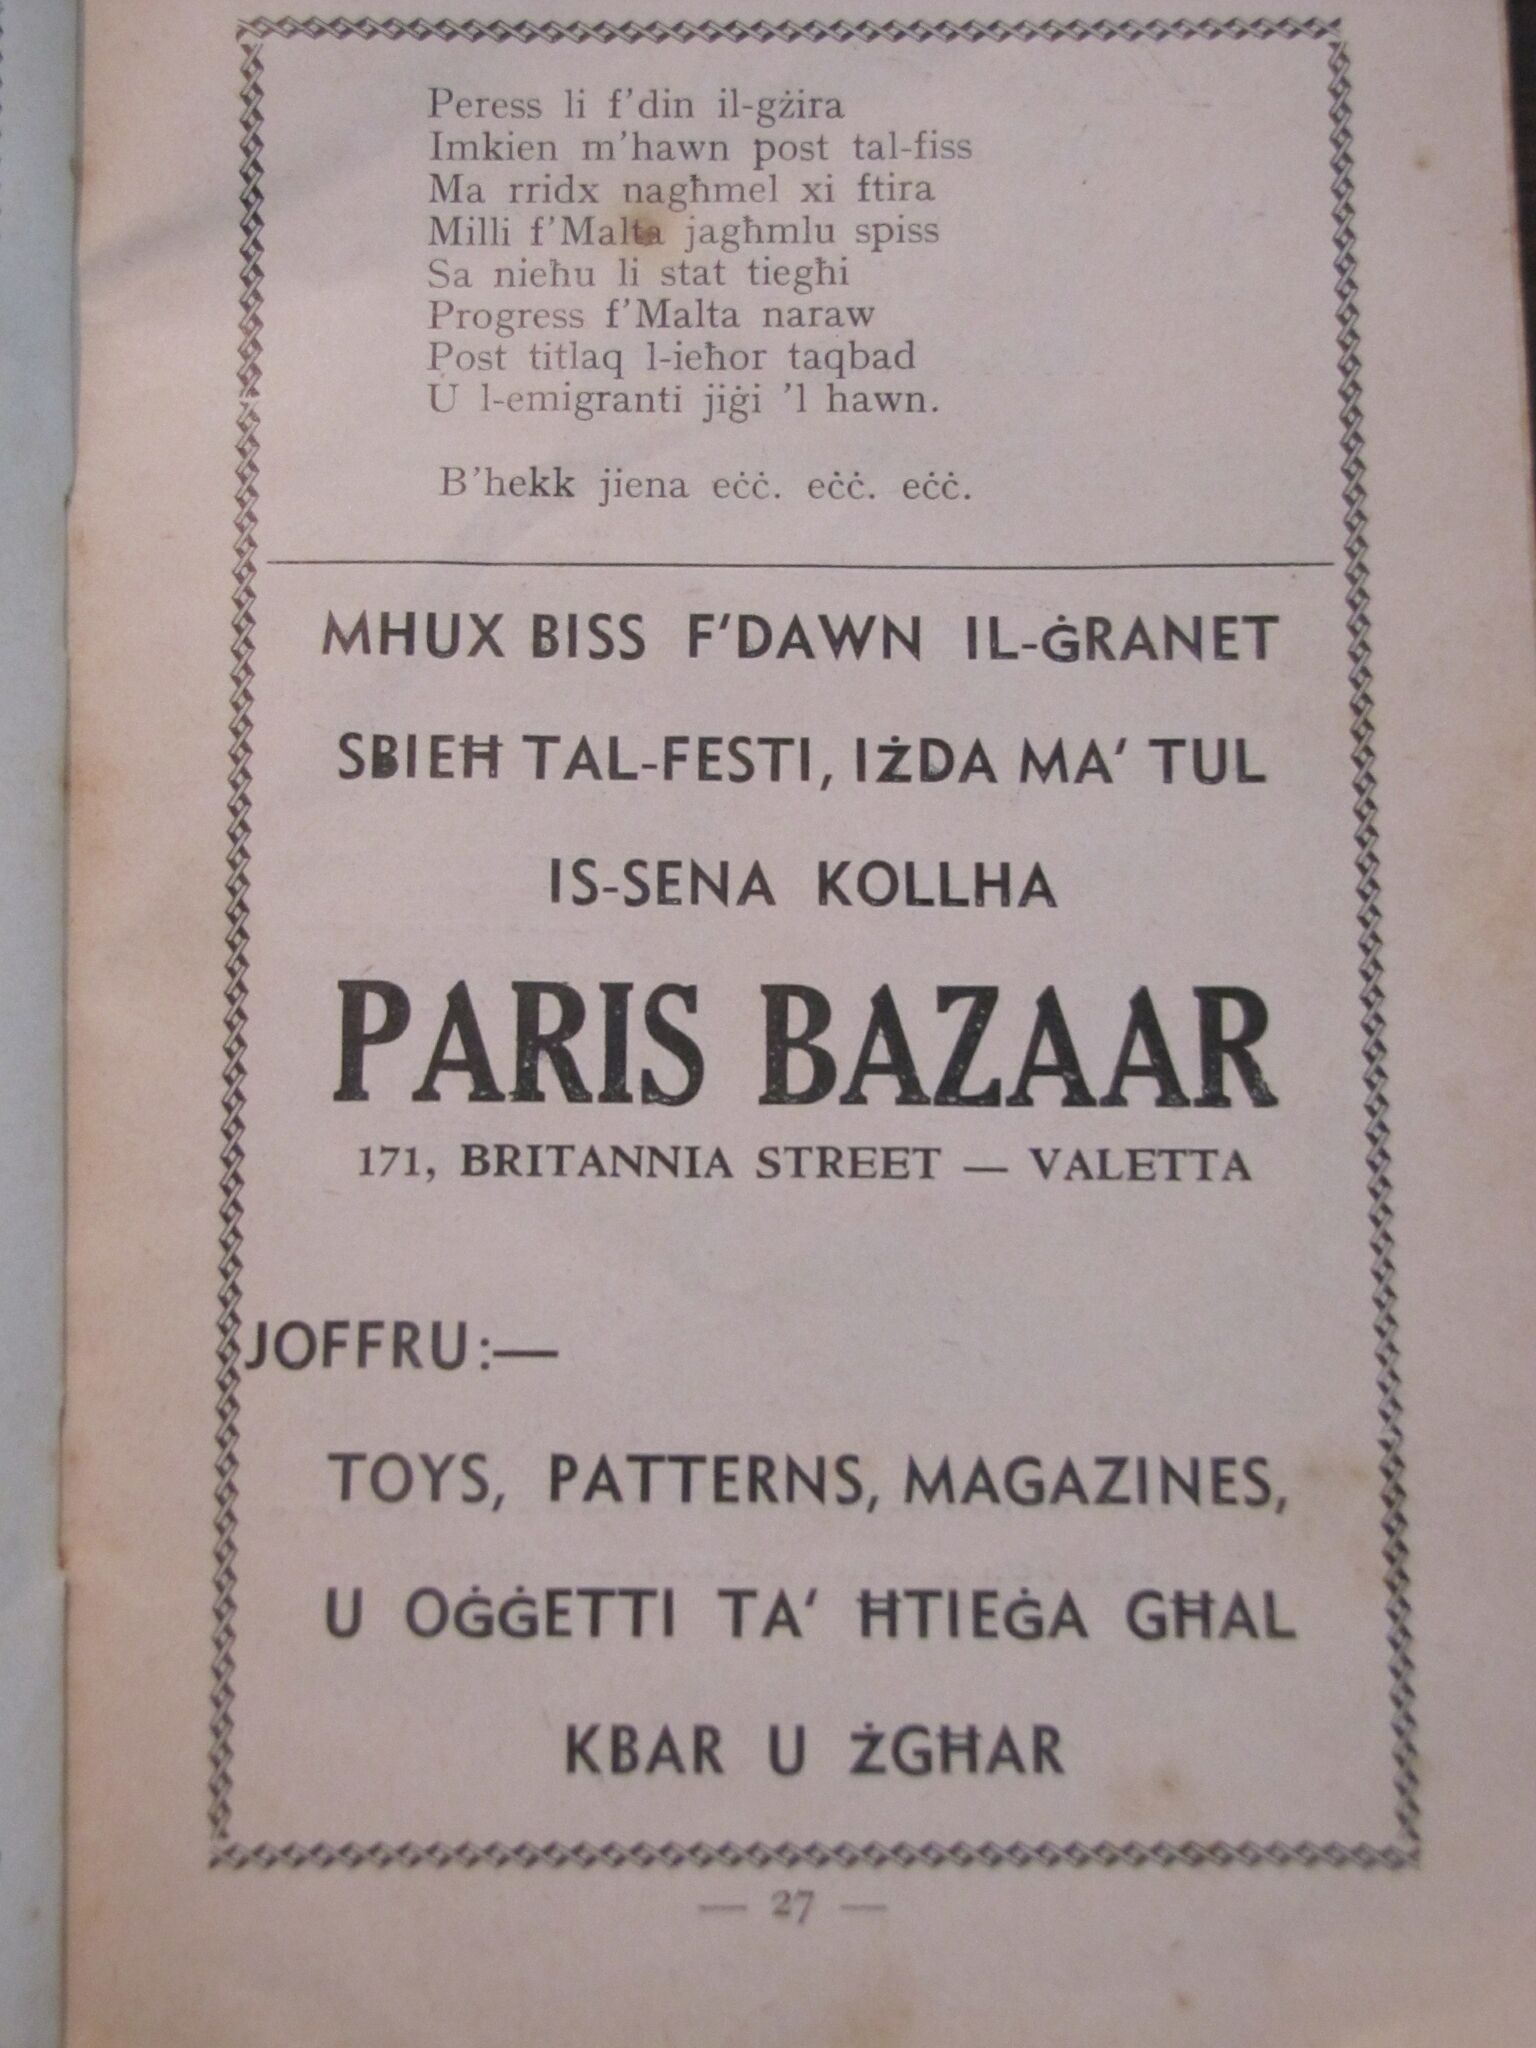 Peress li f'din il-gżira
Imkien m'hawn post tal-fiss
Ma rridx nagħmel xi ftira
Milli f'Malta jagħmlu spiss
Sa nieħu li stat tiegħi
Progress f'Malta naraw
Post titlaq l-ieħor taqbad
U l-emigranti jiġi 'l hawn.
B'hekk jiena eċċ. eċċ. eċċ.
MHUX BISS F'DAWN IL-ĠRANET
SBIEĦ TAL-FESTI, IŻDA MA' TUL
IS-SENA KOLLHA
PARIS BAZAAR
171, BRITANNIA STREET — VALETTA
JOFFRU:—
TOYS, PATTERNS, MAGAZINES,
U OĠĠETTI TA' ĦTIEĠA GĦAL
KBAR U ŻGĦAR
— 27 —